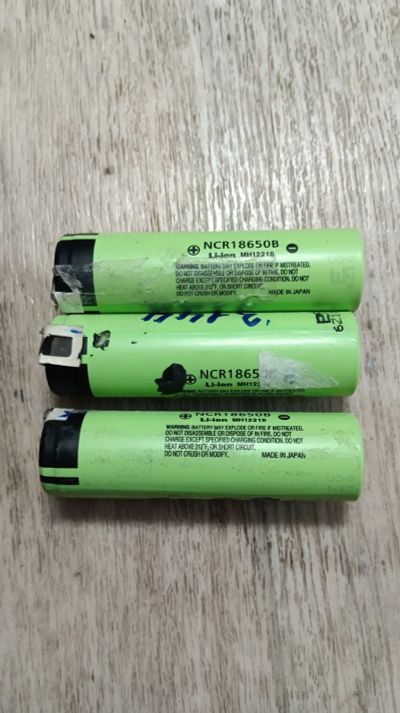 ⊕ NCR18650B ⊖
Li-ion MH12210
WARNING: BATTERY MAY EXPLODE OR FIRE IF MISTREATED.
DO NOT DISASSEMBLE OR DISPOSE OF IN FIRE, DO NOT
CHARGE EXCEPT SPECIFIED CHARGING CONDITION, DO NOT
HEAT ABOVE 212°F, OR SHORT CIRCUIT.
DO NOT CRUSH OR MODIFY. MADE IN JAPAN
⊕ NCR1865
Li-ion
⊕ NCR18650B ⊖
Li-ion MH12210
WARNING: BATTERY MAY EXPLODE OR FIRE IF MISTREATED.
DO NOT DISASSEMBLE OR DISPOSE OF IN FIRE, DO NOT
CHARGE EXCEPT SPECIFIED CHARGING CONDITION, DO NOT
HEAT ABOVE 212°F, OR SHORT CIRCUIT.
DO NOT CRUSH OR MODIFY. MADE IN JAPAN